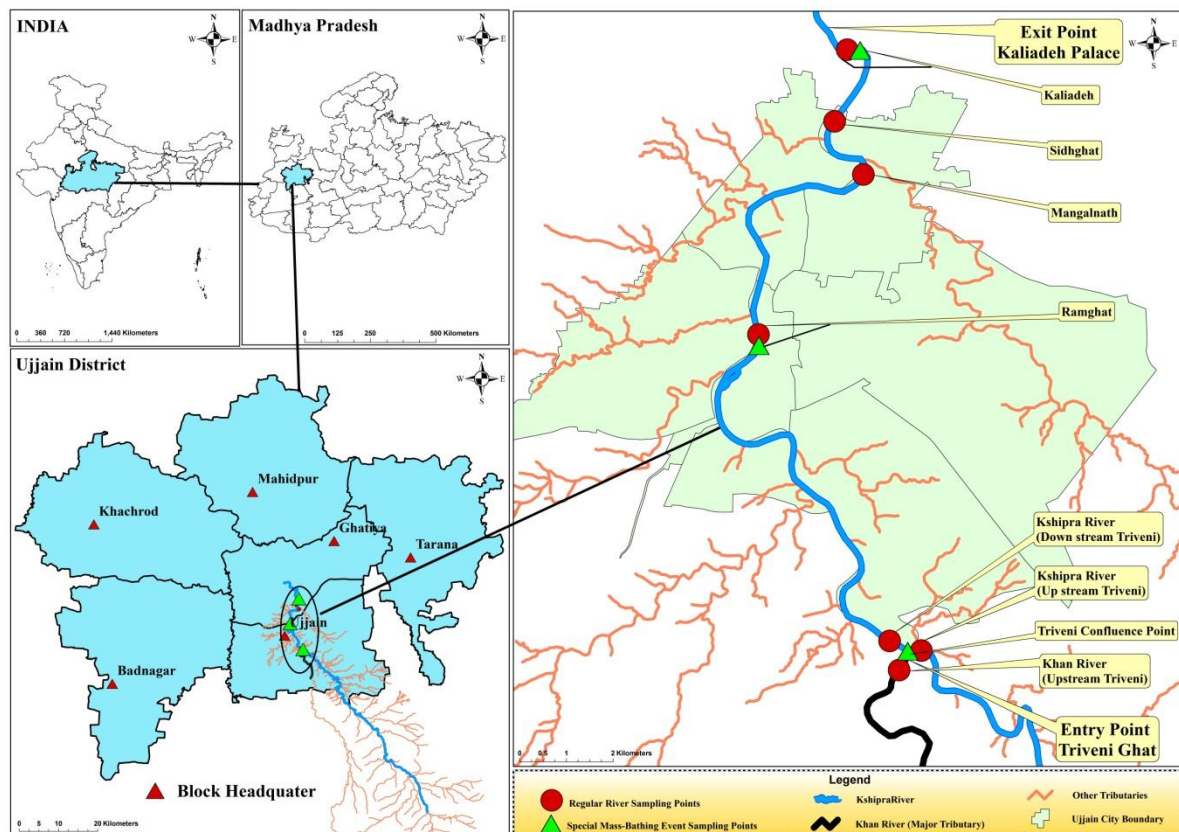 INDIA
N
W E
S
0 360 720 1,440 Kilometers
Madhya Pradesh
N
W E
S
0 125 250 500 Kilometers
Ujjain District
N
W E
S
Mahidpur
Khachrod
Ghatiya
Tarana
Ujjain
Badnagar
Block Headquater
0 5 10 20 Kilometers
N
W E
S
Exit Point
Kaliadeh Palace
Kaliadeh
Sidhghat
Mangalnath
Ramghat
Kshipra River
(Down stream Triveni)
Kshipra River
(Up stream Triveni)
Triveni Confluence Point
Khan River
(Upstream Triveni)
Entry Point
Triveni Ghat
0 0.5 1 2 Kilometers
Legend
Regular River Sampling Points
KshipraRiver
Other Tributaries
Special Mass-Bathing Event Sampling Points
Khan River (Major Tributary)
Ujjain City Boundary